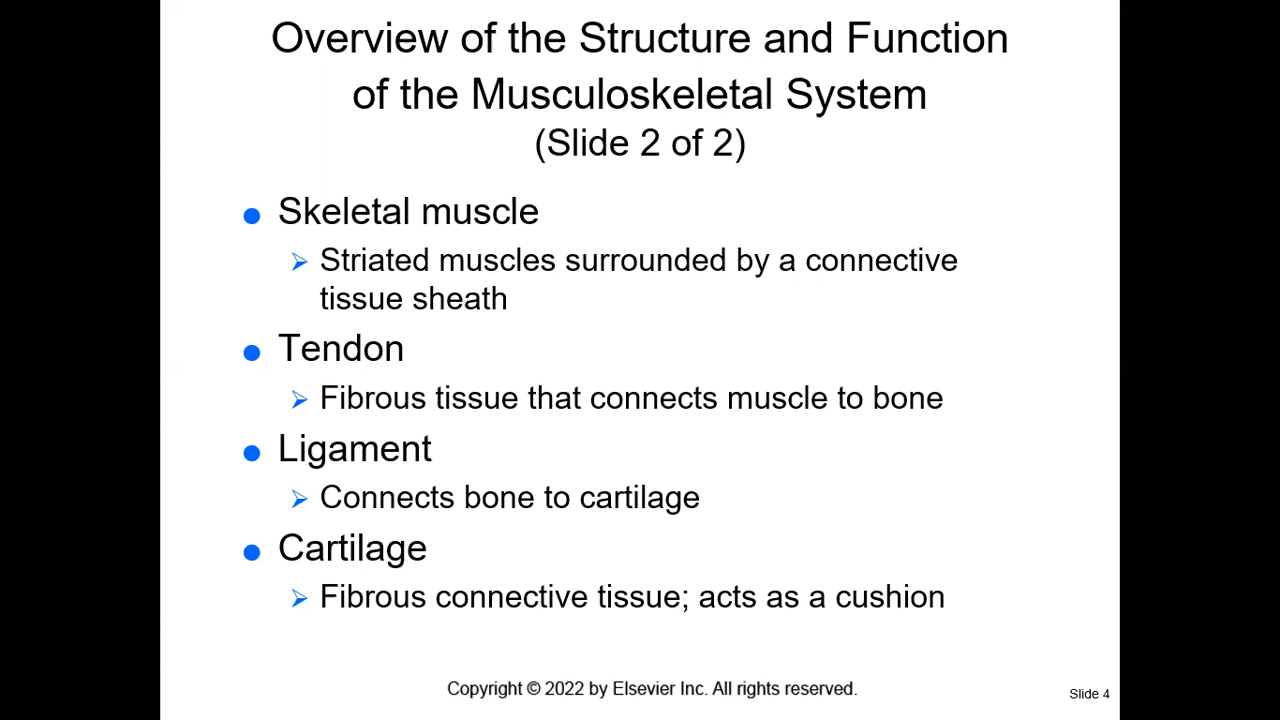 Overview of the Structure and Function
of the Musculoskeletal System
(Slide 2 of 2)
Skeletal muscle
Striated muscles surrounded by a connective
tissue sheath
Tendon
Fibrous tissue that connects muscle to bone
Ligament
Connects bone to cartilage
Cartilage
Fibrous connective tissue; acts as a cushion
Copyright © 2022 by Elsevier Inc. All rights reserved.
Slide 4